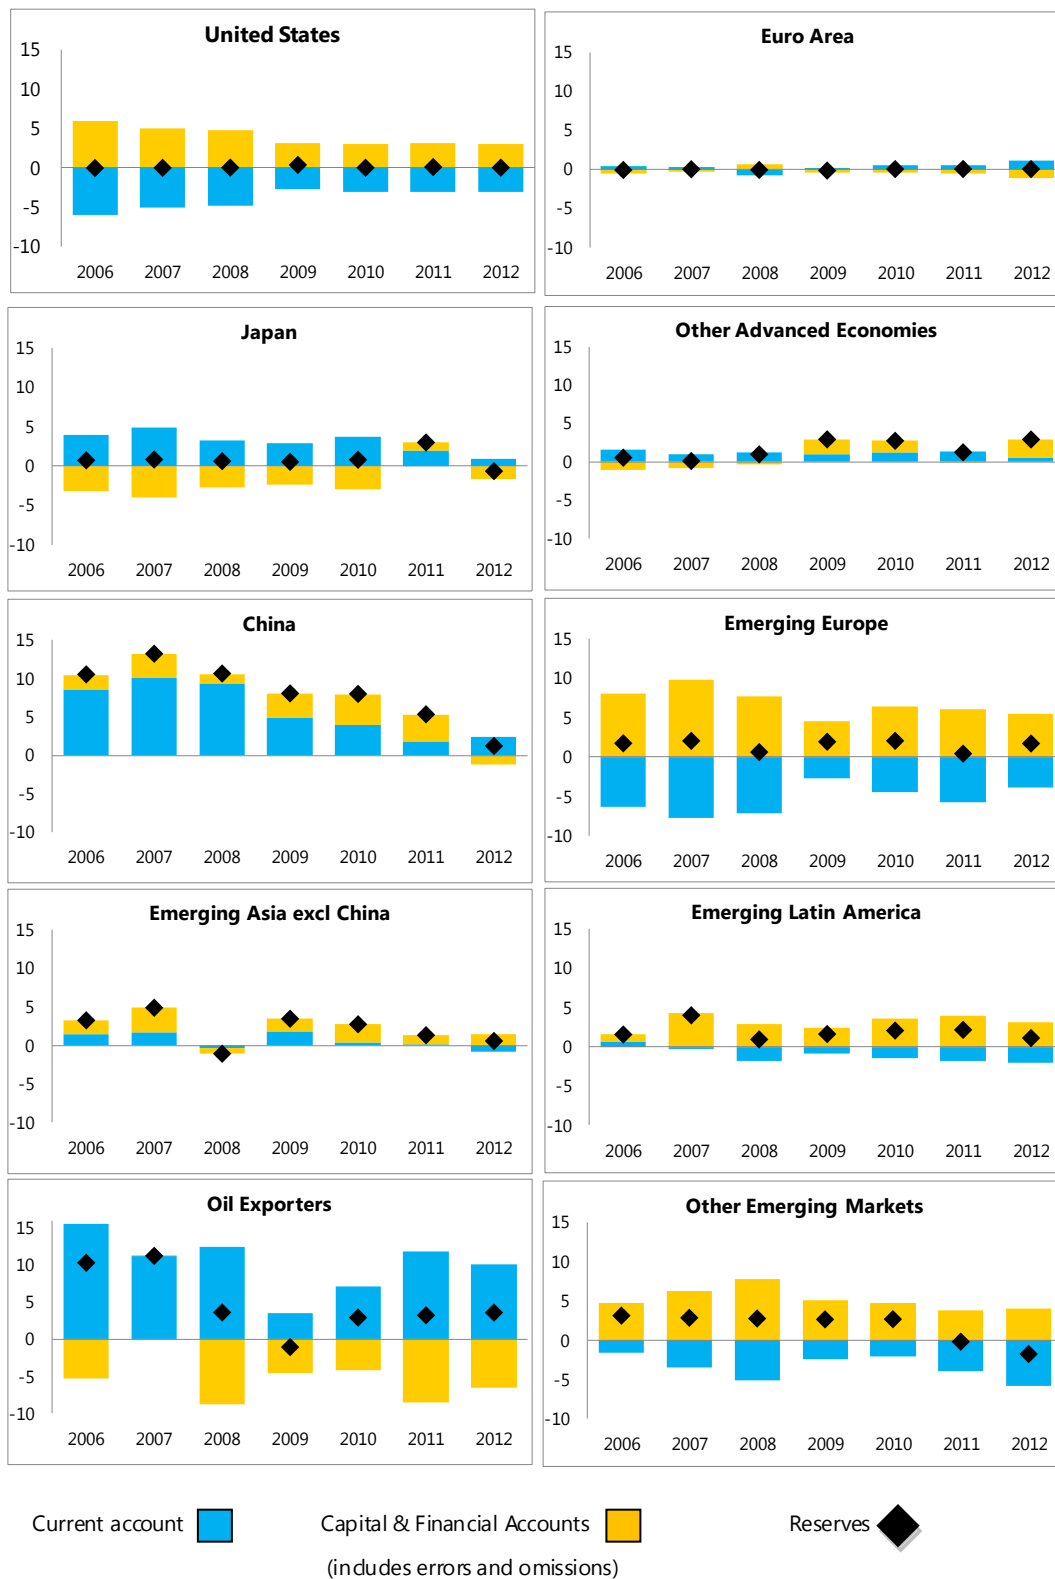 United States
15
10
5
0
-5
-10
2006 2007 2008 2009 2010 2011 2012
Euro Area
15
10
5
0
-5
-10
2006 2007 2008 2009 2010 2011 2012
Japan
15
10
5
0
-5
-10
2006 2007 2008 2009 2010 2011 2012
Other Advanced Economies
15
10
5
0
-5
-10
2006 2007 2008 2009 2010 2011 2012
China
15
10
5
0
-5
-10
2006 2007 2008 2009 2010 2011 2012
Emerging Europe
15
10
5
0
-5
-10
2006 2007 2008 2009 2010 2011 2012
Emerging Asia excl China
15
10
5
0
-5
-10
2006 2007 2008 2009 2010 2011 2012
Emerging Latin America
15
10
5
0
-5
-10
2006 2007 2008 2009 2010 2011 2012
Oil Exporters
15
10
5
0
-5
-10
2006 2007 2008 2009 2010 2011 2012
Other Emerging Markets
15
10
5
0
-5
-10
2006 2007 2008 2009 2010 2011 2012
Current account
Capital & Financial Accounts
(includes errors and omissions)
Reserves